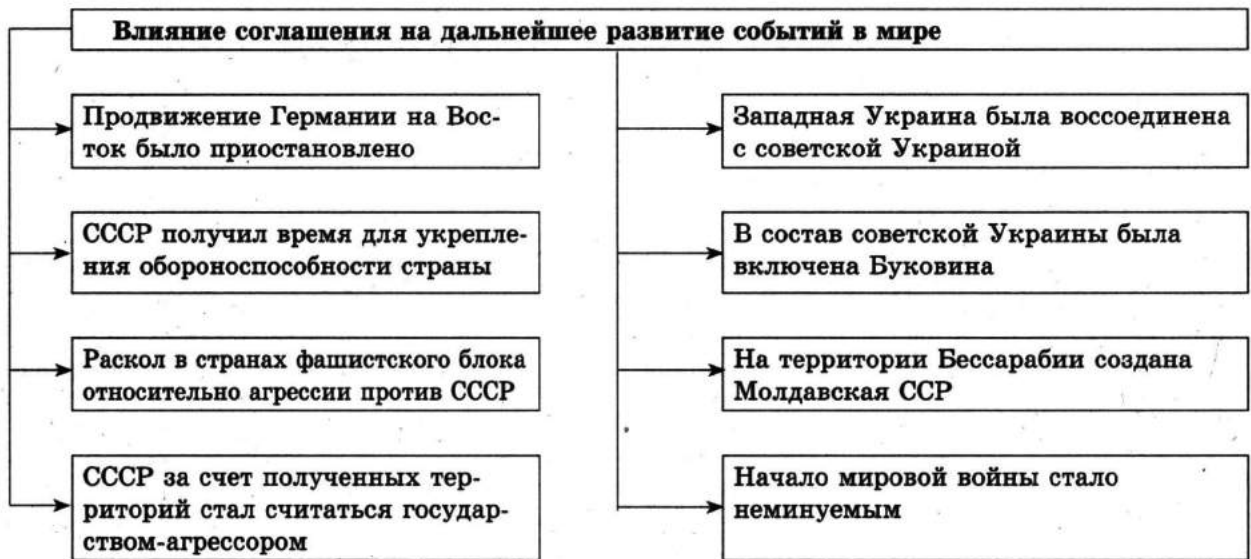 Влияние соглашения на дальнейшее развитие событий в мире
Продвижение Германии на Вос-
ток было приостановлено
СССР получил время для укрепле-
ния обороноспособности страны
Раскол в странах фашистского блока
относительно агрессии против СССР
СССР за счет полученных тер-
риторий стал считаться государ-
ством-агрессором
Западная Украина была воссоединена
с советской Украиной
В состав советской Украины была
включена Буковина
На территории Бессарабии создана
Молдавская ССР
Начало мировой войны стало
неминуемым